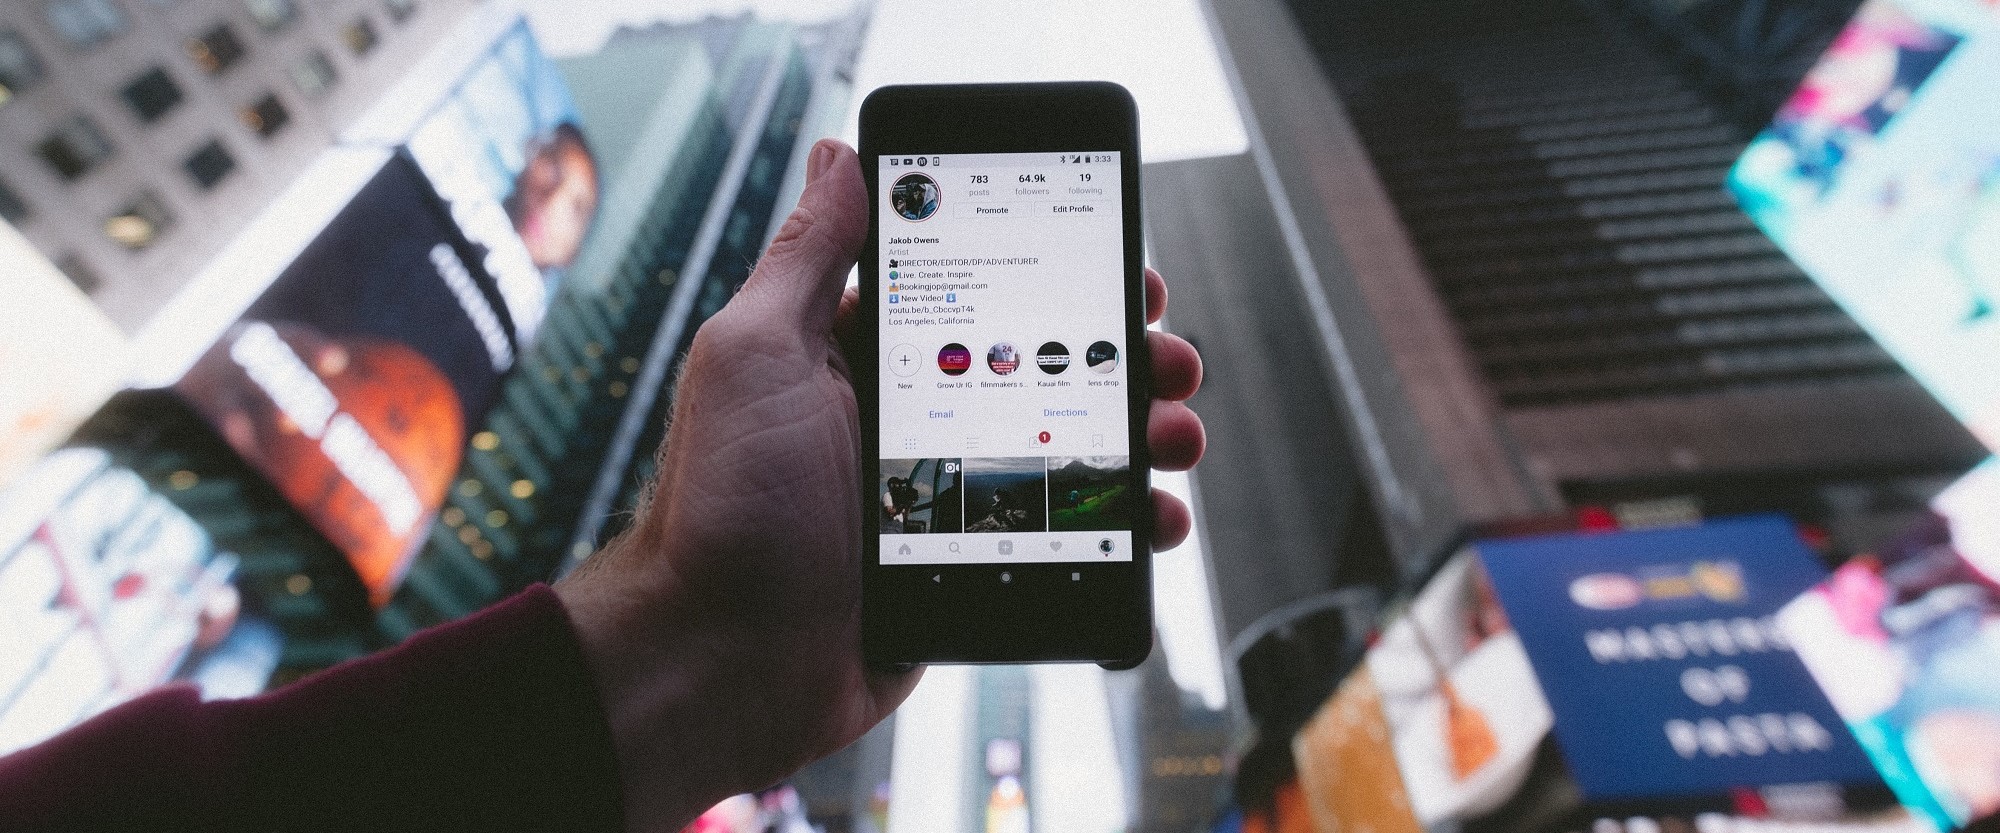 3:33
783 64.9k 19
posts followers following
Promote Edit Profile
Jakob Owens
Artist
🎥DIRECTOR/EDITOR/DP/ADVENTURER
🌎Live. Create. Inspire.
📥Bookingjop@gmail.com
⬇️ New Video! ⬇️
youtu.be/b_CbccvpT4k
Los Angeles, California
24
New Grow Ur IG filmmakers s... Kauai film lens drop
Email Directions
1
MASTERS
OF
PASTA